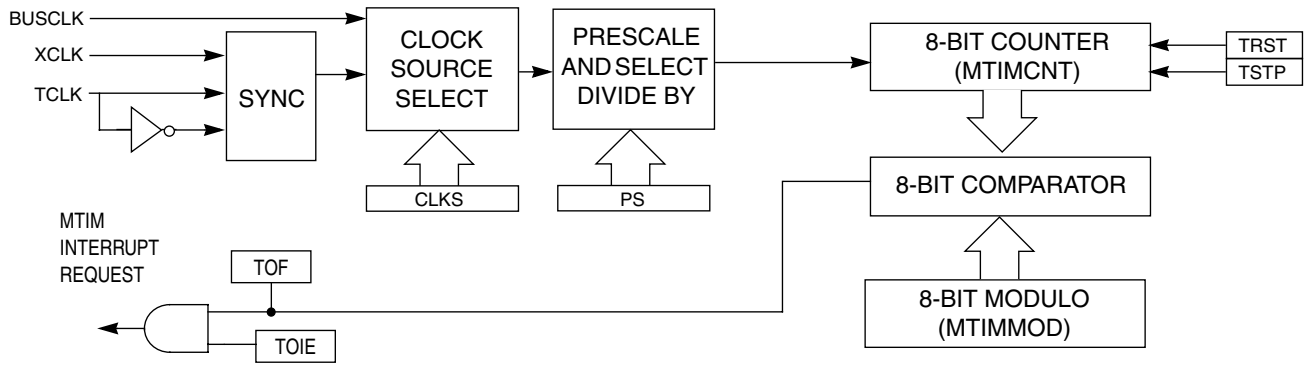 BUSCLK
XCLK
TCLK
SYNC
CLOCK
SOURCE
SELECT
PRESCALE
AND SELECT
DIVIDE BY
8-BIT COUNTER
(MTIMCNT)
TRST
TSTP
CLKS
PS
8-BIT COMPARATOR
MTIM
INTERRUPT
REQUEST
TOF
TOIE
8-BIT MODULO
(MTIMMOD)